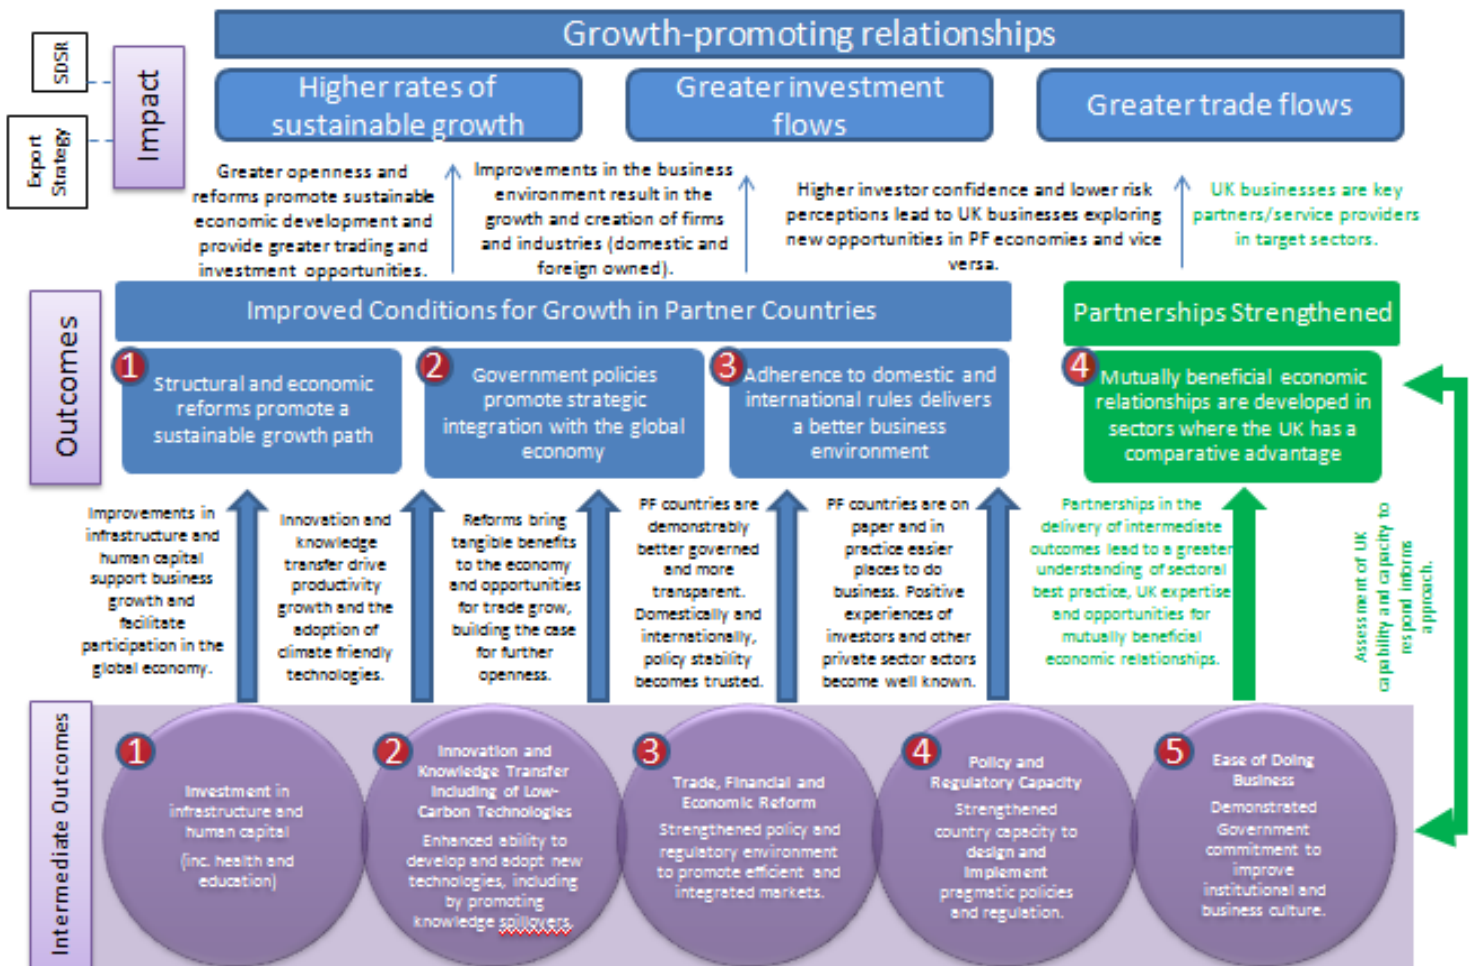 Growth-promoting relationships
SDSR
Export
Strategy
Impact
Higher rates of
sustainable growth
Greater investment
flows
Greater trade flows
Greater openness and
reforms promote sustainable
economic development and
provide greater trading and
investment opportunities.
Improvements in the business
environment result in the
growth and creation of firms
and industries (domestic and
foreign owned).
Higher investor confidence and lower risk
perceptions lead to UK businesses exploring
new opportunities in PF economies and vice
versa.
UK businesses are key
partners/service providers
in target sectors.
Outcomes
Improved Conditions for Growth in Partner Countries
Partnerships Strengthened
1
Structural and economic
reforms promote a
sustainable growth path
2
Government policies
promote strategic
integration with the global
economy
3
Adherence to domestic and
international rules delivers
a better business
environment
4
Mutually beneficial economic
relationships are developed in
sectors where the UK has a
comparative advantage
Improvements in
infrastructure and
human capital
support business
growth and
facilitate
participation in the
global economy.
Innovation and
knowledge
transfer drive
productivity
growth and the
adoption of
climate friendly
technologies.
Reforms bring
tangible benefits
to the economy
and opportunities
for trade grow,
building the case
for further
openness.
PF countries are
demonstrably
better governed
and more
transparent.
Domestically and
internationally,
policy stability
becomes trusted.
PF countries are on
paper and in
practice easier
places to do
business. Positive
experiences of
investors and other
private sector actors
become well known.
Partnerships in the
delivery of intermediate
outcomes lead to a greater
understanding of sectoral
best practice, UK expertise
and opportunities for
mutually beneficial
economic relationships.
Assessment of UK
capability and capacity to
respond informs
approach.
Intermediate Outcomes
1
Investment in
infrastructure and
human capital
(inc. health and
education)
2
Innovation and
Knowledge Transfer
Including of Low-
Carbon Technologies
Enhanced ability to
develop and adopt new
technologies, including
by promoting
knowledge spillovers.
3
Trade, Financial and
Economic Reform
Strengthened policy and
regulatory environment
to promote efficient and
integrated markets.
4
Policy and
Regulatory Capacity
Strengthened
country capacity to
design and
implement
pragmatic policies
and regulation.
5
Ease of Doing
Business
Demonstrated
Government
commitment to
improve
institutional and
business culture.